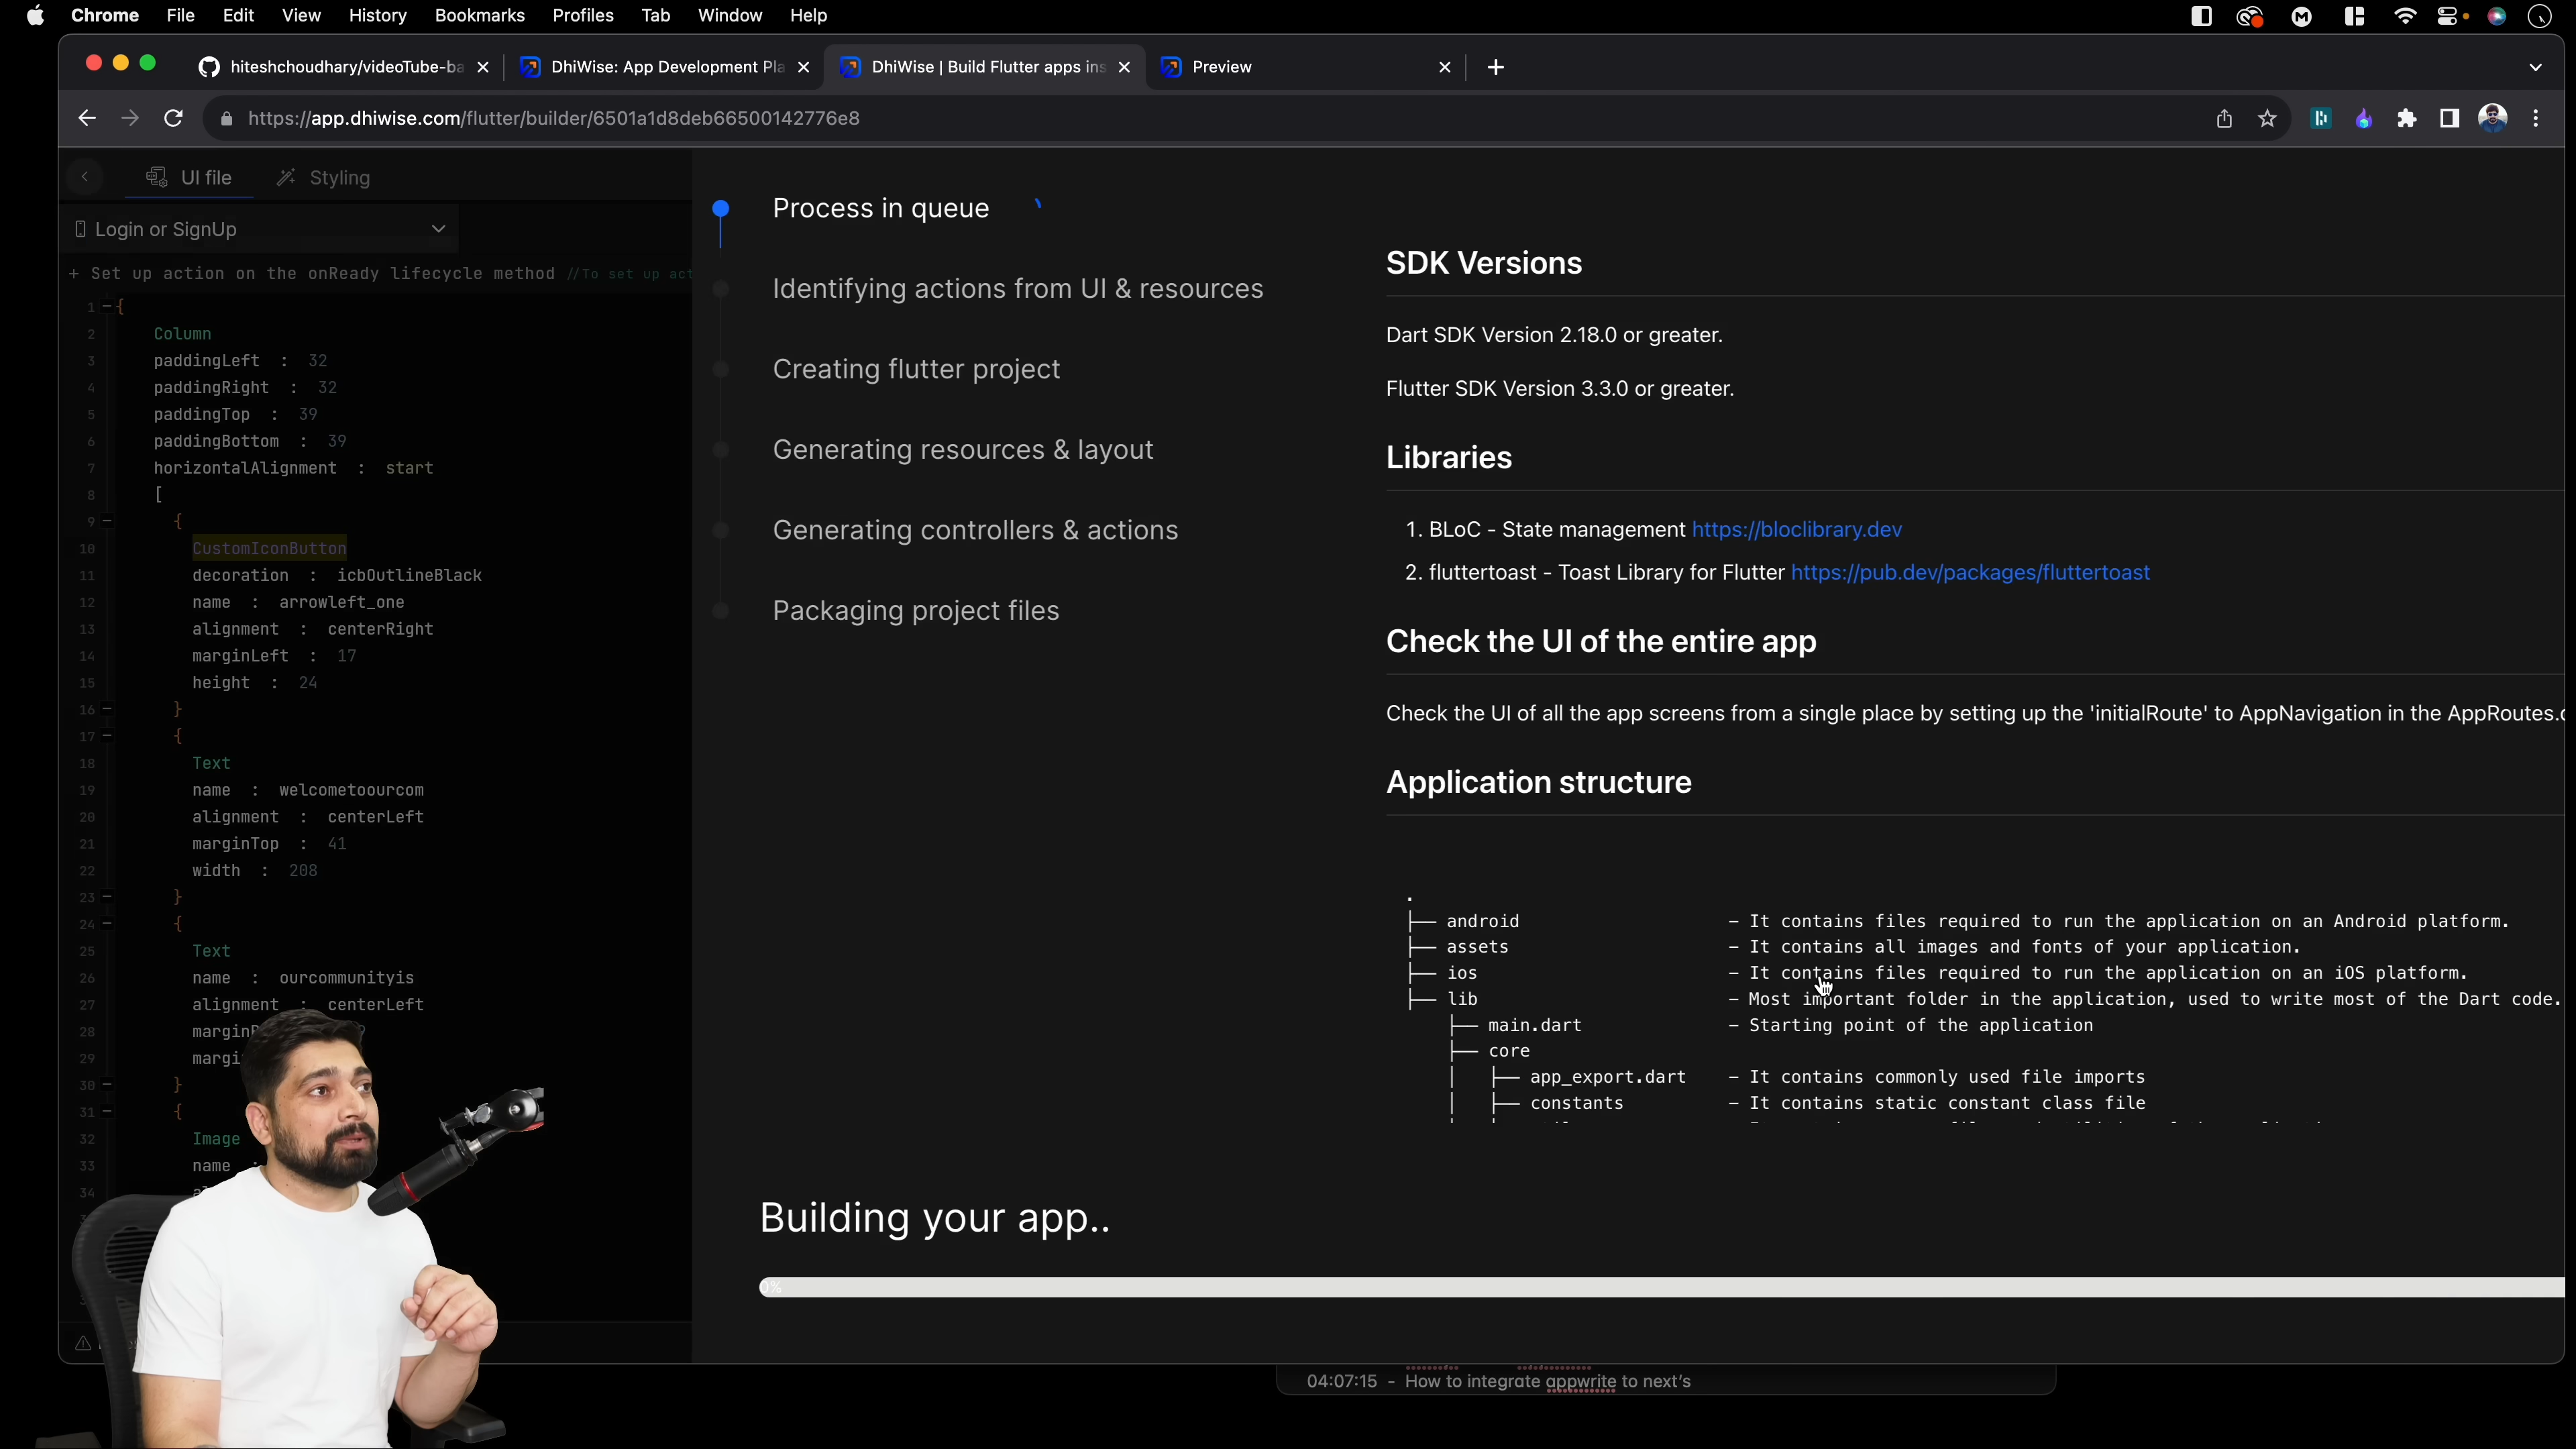 Chrome File Edit View History Bookmarks Profiles Tab Window Help
hiteshchoudhary/videoTube-ba
DhiWise: App Development Pla
DhiWise | Build Flutter apps ins
Preview
https://app.dhiwise.com/flutter/builder/6501a1d8deb66500142776e8
UI file
Styling
Login or SignUp
+ Set up action on the onReady lifecycle method //To set up act
1 {
2 Column
3 paddingLeft : 32
4 paddingRight : 32
5 paddingTop : 39
6 paddingBottom : 39
7 horizontalAlignment : start
8 [
9 {
10 CustomIconButton
11 decoration : icbOutlineBlack
12 name : arrowleft_one
13 alignment : centerRight
14 marginLeft : 17
15 height : 24
16 }
17 {
18 Text
19 name : welcometoourcom
20 alignment : centerLeft
21 marginTop : 41
22 width : 208
23 }
24 {
25 Text
26 name : ourcommunityis
27 alignment : centerLeft
28
29
30 }
31 {
32 Image
33 name :
34
Process in queue
Identifying actions from UI & resources
Creating flutter project
Generating resources & layout
Generating controllers & actions
Packaging project files
SDK Versions
Dart SDK Version 2.18.0 or greater.
Flutter SDK Version 3.3.0 or greater.
Libraries
1. BLoC - State management https://bloclibrary.dev
2. fluttertoast - Toast Library for Flutter https://pub.dev/packages/fluttertoast
Check the UI of the entire app
Check the UI of all the app screens from a single place by setting up the 'initialRoute' to AppNavigation in the AppRoutes.
Application structure
.
├── android - It contains files required to run the application on an Android platform.
├── assets - It contains all images and fonts of your application.
├── ios - It contains files required to run the application on an iOS platform.
├── lib - Most important folder in the application, used to write most of the Dart code.
├── main.dart - Starting point of the application
├── core
│ ├── app_export.dart - It contains commonly used file imports
│ ├── constants - It contains static constant class file
Building your app..
0%
04:07:15 - How to integrate appwrite to next's